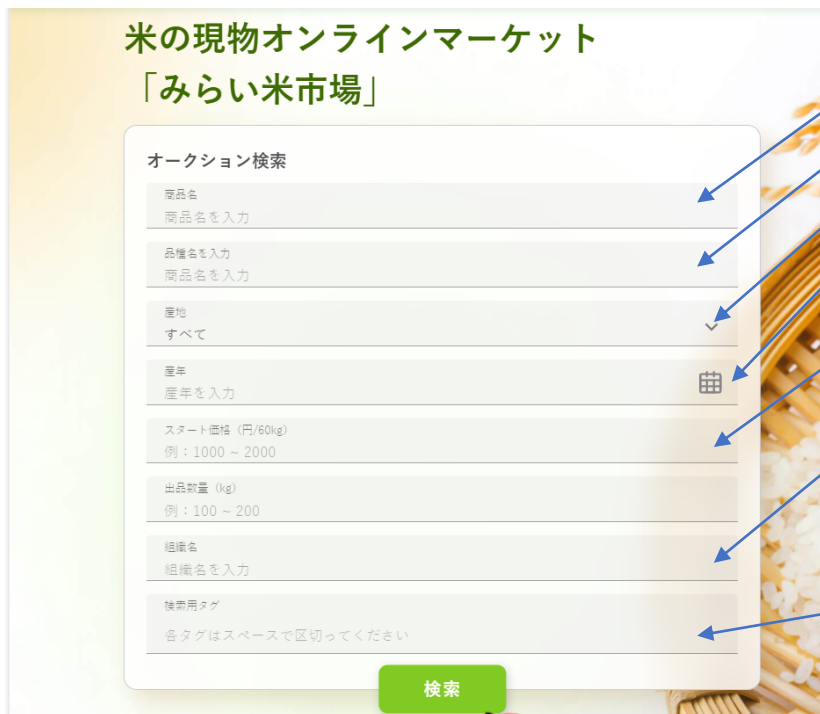 米の現物オンラインマーケット
「みらい米市場」
オークション検索
商品名
商品名を入力
品種名を入力
商品名を入力
産地
すべて
産年
産年を入力
スタート価格（円/60kg）
例：1000 ~ 2000
出品数量（kg）
例：100 ~ 200
組織名
組織名を入力
検索用タグ
各タグはスペースで区切ってください
検索